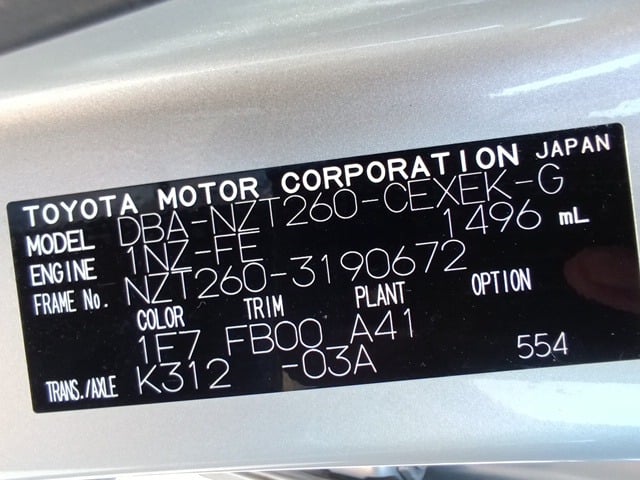 TOYOTA MOTOR CORPORATION JAPAN
MODEL DBA-NZT260-CEXEK-G
ENGINE 1NZ-FE 1496 mL
FRAME No. NZT260-3190672
COLOR TRIM PLANT OPTION
1F7 FB00 A41
TRANS./AXLE K312 -03A 554